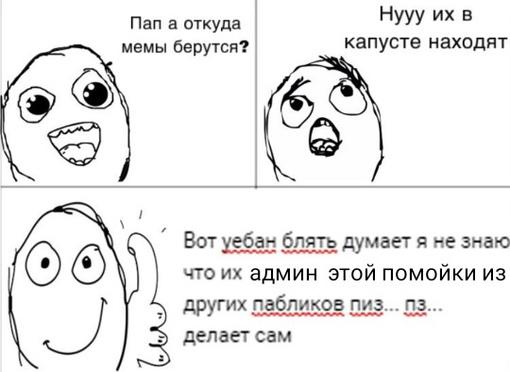 Пап а откуда
мемы берутся?
Нууу их в
капусте находят
Вот уебан блять думает я не знаю
что их админ этой помойки из
других пабликов пиз... пз...
делает сам